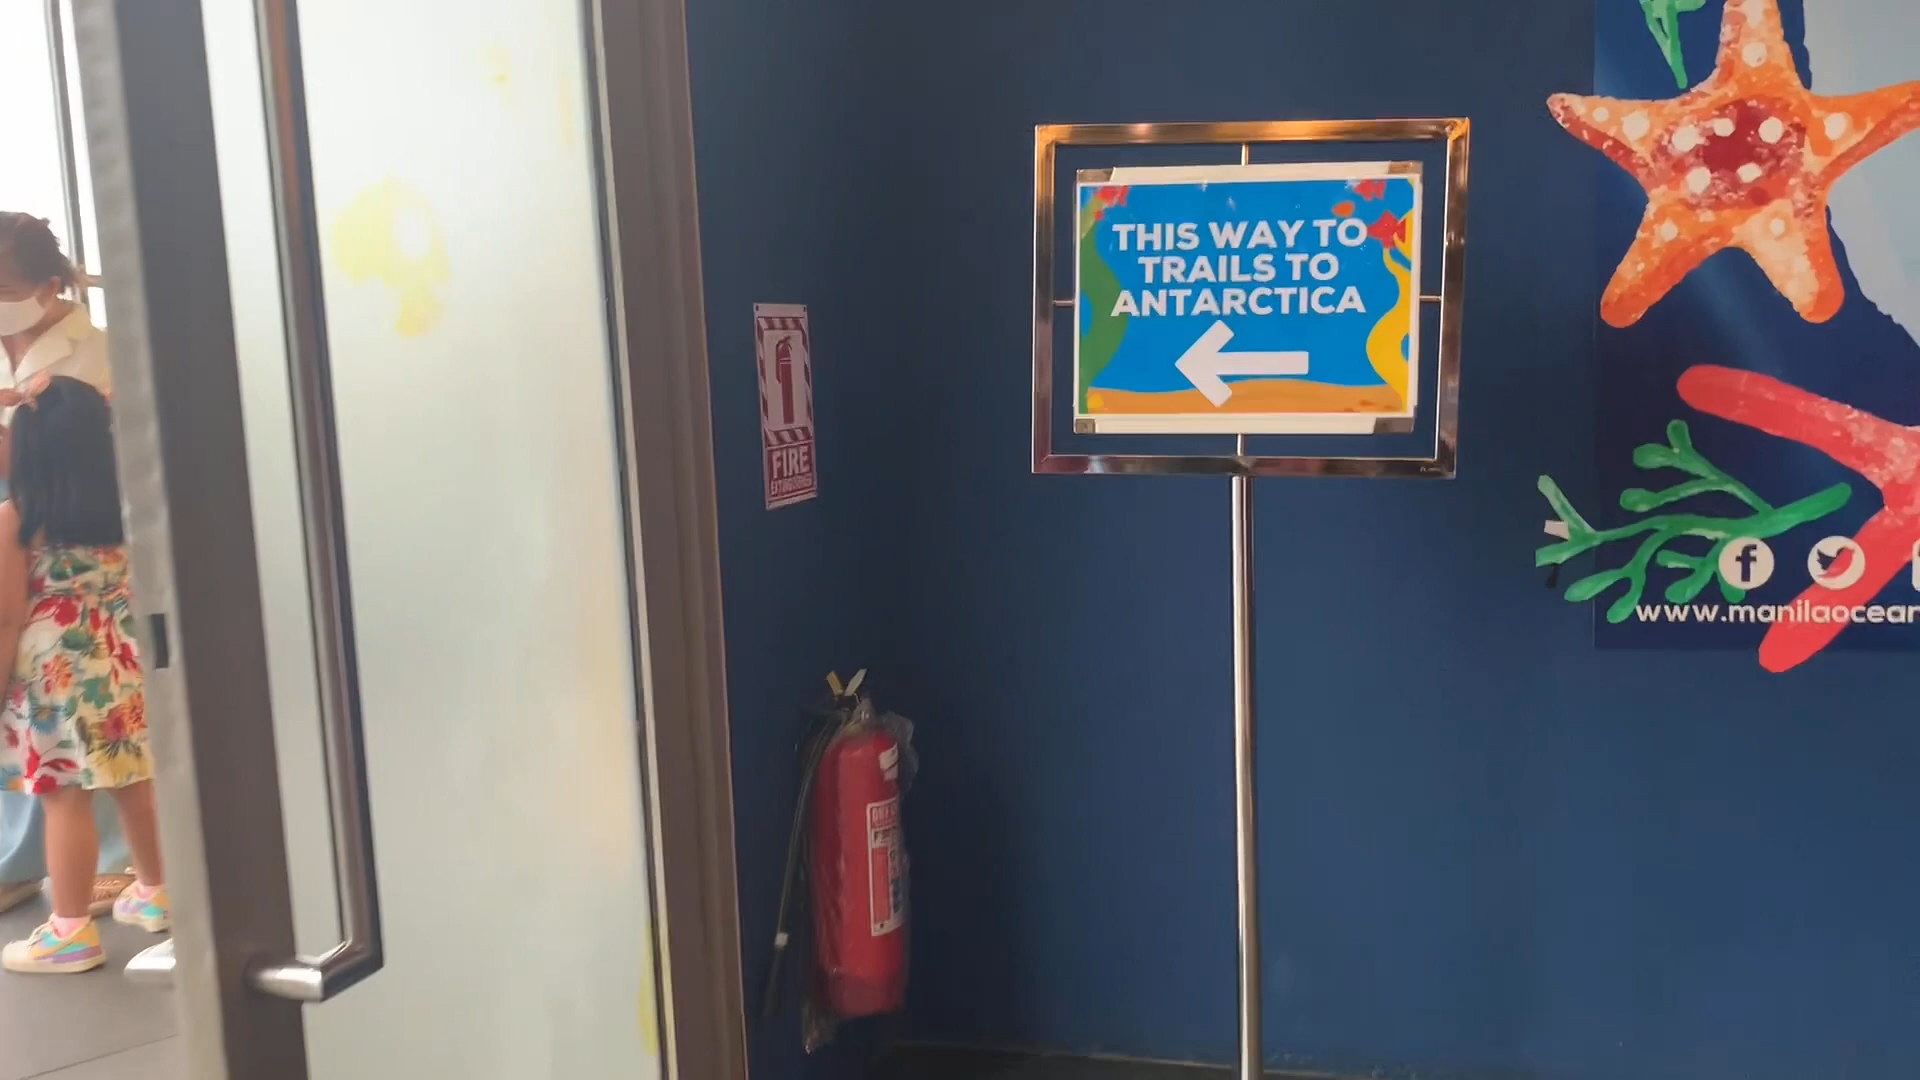 THIS WAY TO
TRAILS TO
ANTARCTICA
FIRE
EXTINGUISHER
f
www.manilaocean